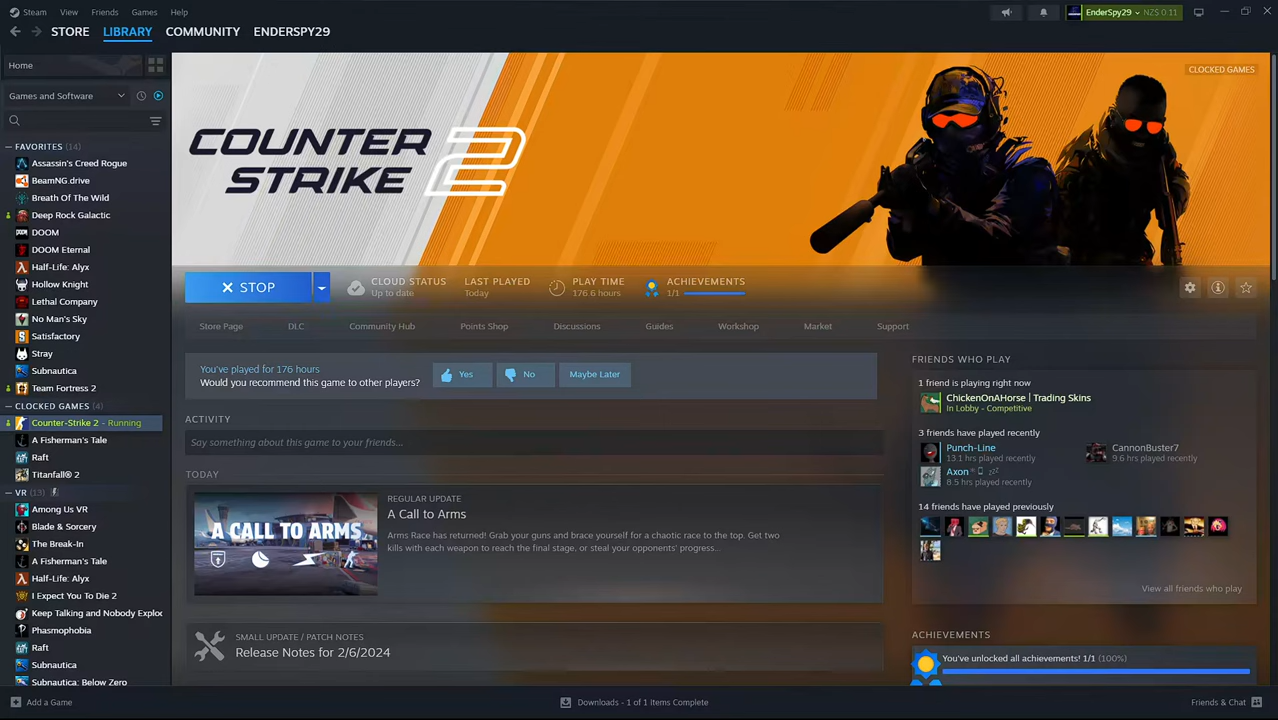 Steam View Friends Games Help
EnderSpy29 NZ$ 0.11
STORE LIBRARY COMMUNITY ENDERSPY29
Home
Games and Software
FAVORITES (14)
Assassin's Creed Rogue
BeamNG.drive
Breath Of The Wild
Deep Rock Galactic
DOOM
DOOM Eternal
Half-Life: Alyx
Hollow Knight
Lethal Company
No Man's Sky
Satisfactory
Stray
Subnautica
Team Fortress 2
CLOCKED GAMES (4)
Counter-Strike 2 - Running
A Fisherman's Tale
Raft
Titanfall® 2
VR (13)
Among Us VR
Blade & Sorcery
The Break-In
A Fisherman's Tale
Half-Life: Alyx
I Expect You To Die 2
Keep Talking and Nobody Explod
Phasmophobia
Raft
Subnautica
Subnautica: Below Zero
CLOCKED GAMES
COUNTER
STRIKE 2
STOP
CLOUD STATUS
Up to date
LAST PLAYED
Today
PLAY TIME
176.6 hours
ACHIEVEMENTS
1/1
Store Page DLC Community Hub Points Shop Discussions Guides Workshop Market Support
You've played for 176 hours
Would you recommend this game to other players?
Yes No Maybe Later
ACTIVITY
Say something about this game to your friends...
TODAY
A CALL TO ARMS
REGULAR UPDATE
A Call to Arms
Arms Race has returned! Grab your guns and brace yourself for a chaotic race to the top. Get two
kills with each weapon to reach the final stage, or steal your opponents' progress...
SMALL UPDATE / PATCH NOTES
Release Notes for 2/6/2024
FRIENDS WHO PLAY
1 friend is playing right now
ChickenOnAHorse | Trading Skins
In Lobby - Competitive
3 friends have played recently
Punch-Line
13.1 hrs played recently
CannonBuster7
9.6 hrs played recently
Axon * zzz
8.5 hrs played recently
14 friends have played previously
View all friends who play
ACHIEVEMENTS
You've unlocked all achievements! 1/1 (100%)
Add a Game
Downloads - 1 of 1 Items Complete
Friends & Chat